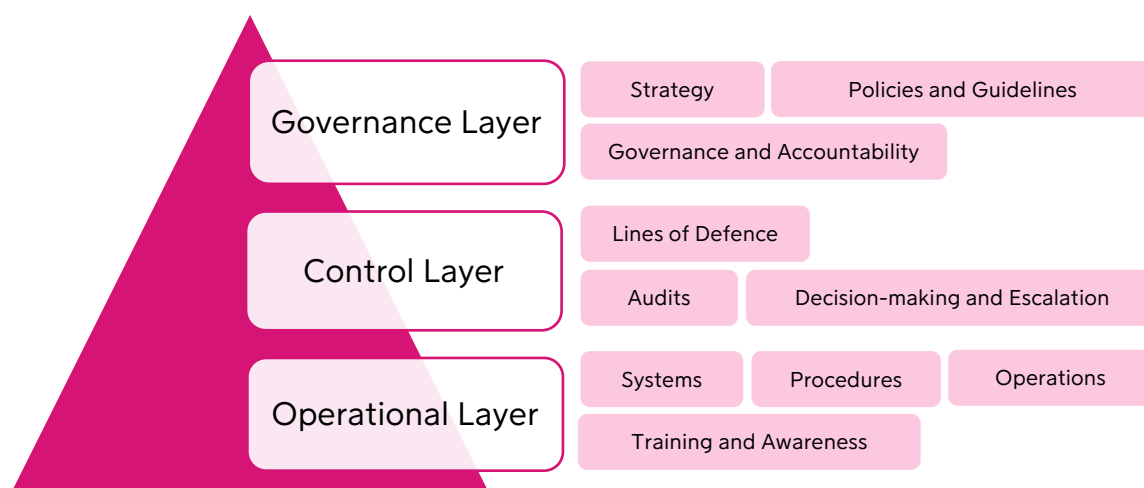 Governance Layer
Strategy
Policies and Guidelines
Governance and Accountability
Control Layer
Lines of Defence
Audits
Decision-making and Escalation
Operational Layer
Systems
Procedures
Operations
Training and Awareness